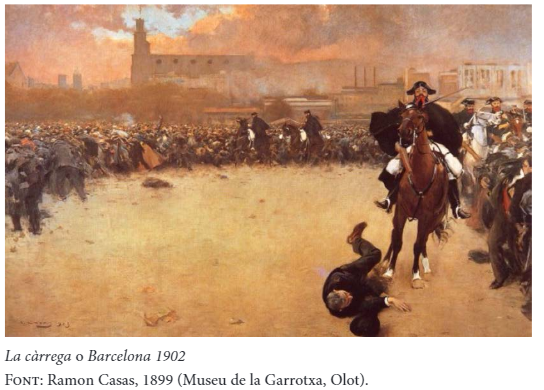 La càrrega o Barcelona 1902
FONT: Ramon Casas, 1899 (Museu de la Garrotxa, Olot).